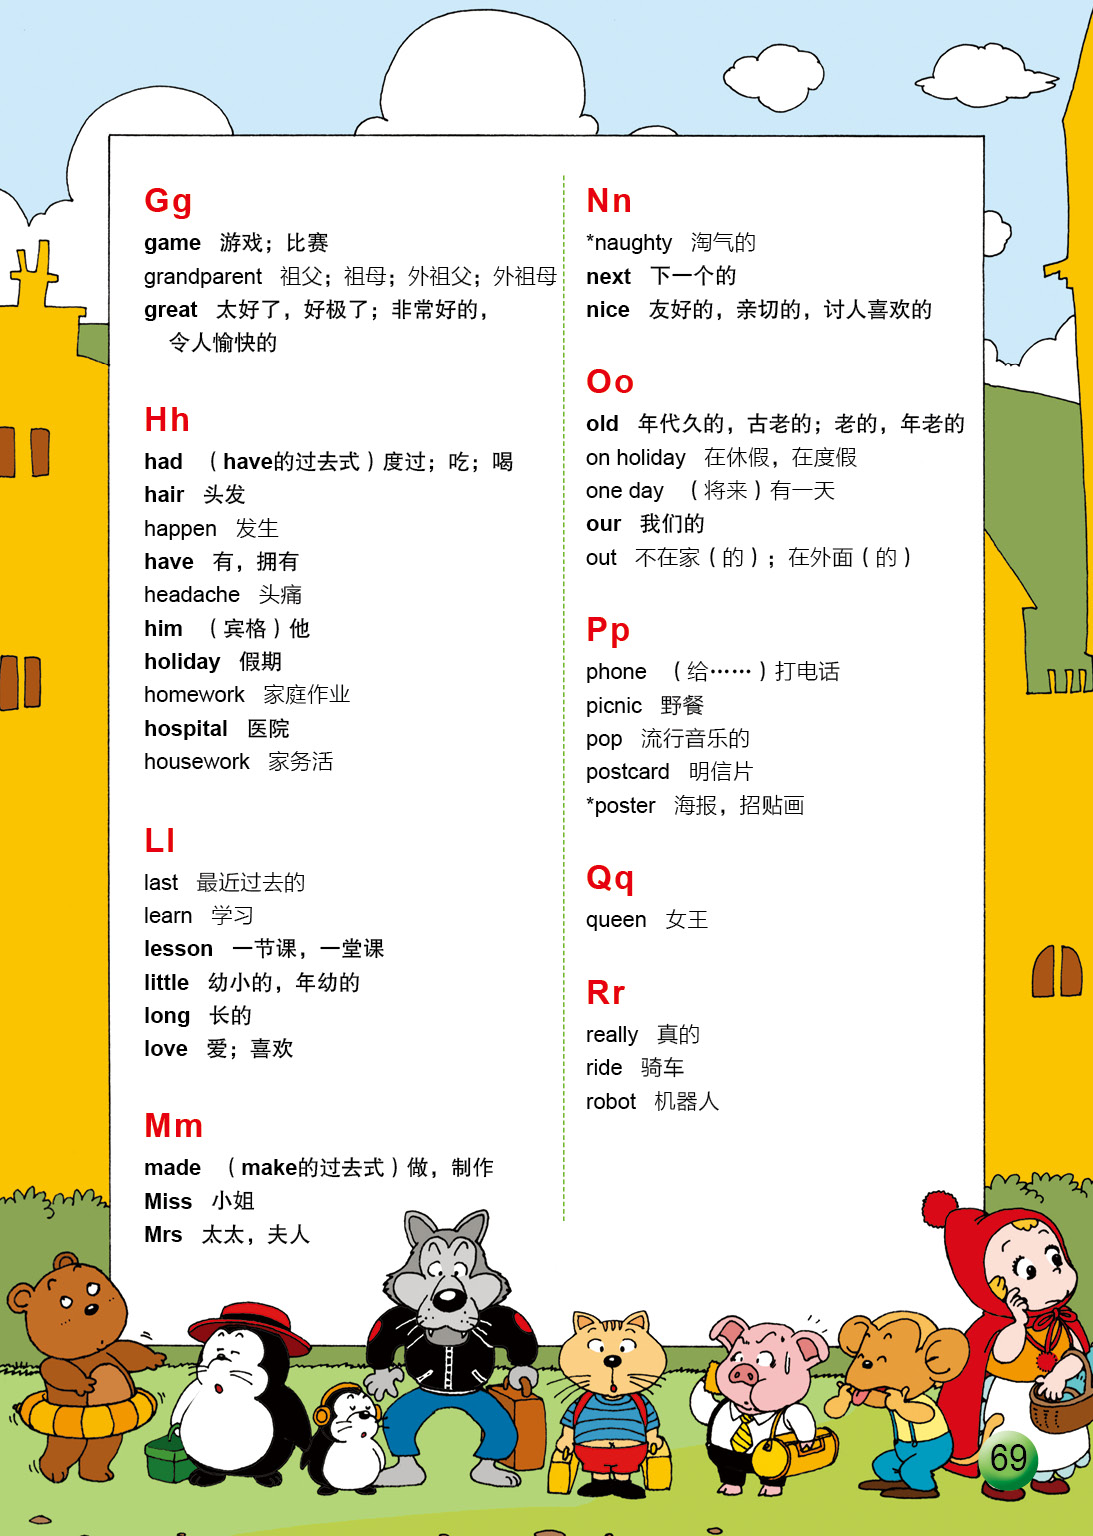 Gg
game 游戏；比赛
grandparent 祖父；祖母；外祖父；外祖母
great 太好了，好极了；非常好的，
令人愉快的
Hh
had （have的过去式）度过；吃；喝
hair 头发
happen 发生
have 有，拥有
headache 头痛
him （宾格）他
holiday 假期
homework 家庭作业
hospital 医院
housework 家务活
Ll
last 最近过去的
learn 学习
lesson 一节课，一堂课
little 幼小的，年幼的
long 长的
love 爱；喜欢
Mm
made （make的过去式）做，制作
Miss 小姐
Mrs 太太，夫人
Nn
*naughty 淘气的
next 下一个的
nice 友好的，亲切的，讨人喜欢的
Oo
old 年代久的，古老的；老的，年老的
on holiday 在休假，在度假
one day （将来）有一天
our 我们的
out 不在家（的）；在外面（的）
Pp
phone （给……）打电话
picnic 野餐
pop 流行音乐的
postcard 明信片
*poster 海报，招贴画
Qq
queen 女王
Rr
really 真的
ride 骑车
robot 机器人
69